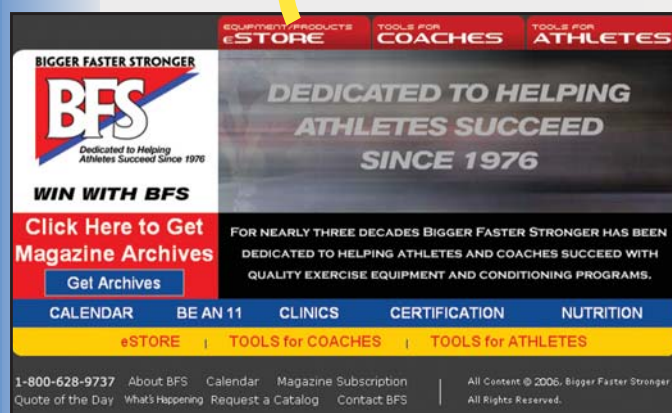 EQUIPMENT/PRODUCTS TOOLS FOR TOOLS FOR
eSTORE COACHES ATHLETES
BIGGER FASTER STRONGER
BFS
Dedicated to Helping
Athletes Succeed Since 1976
WIN WITH BFS
DEDICATED TO HELPING
ATHLETES SUCCEED
SINCE 1976
Click Here to Get
Magazine Archives
Get Archives
FOR NEARLY THREE DECADES BIGGER FASTER STRONGER HAS BEEN
DEDICATED TO HELPING ATHLETES AND COACHES SUCCEED WITH
QUALITY EXERCISE EQUIPMENT AND CONDITIONING PROGRAMS.
CALENDAR BE AN 11 CLINICS CERTIFICATION NUTRITION
eSTORE | TOOLS for COACHES | TOOLS for ATHLETES
1-800-628-9737 About BFS Calendar Magazine Subscription
Quote of the Day What's Happening Request a Catalog Contact BFS
All Content © 2006, Bigger Faster Stronger
All Rights Reserved.